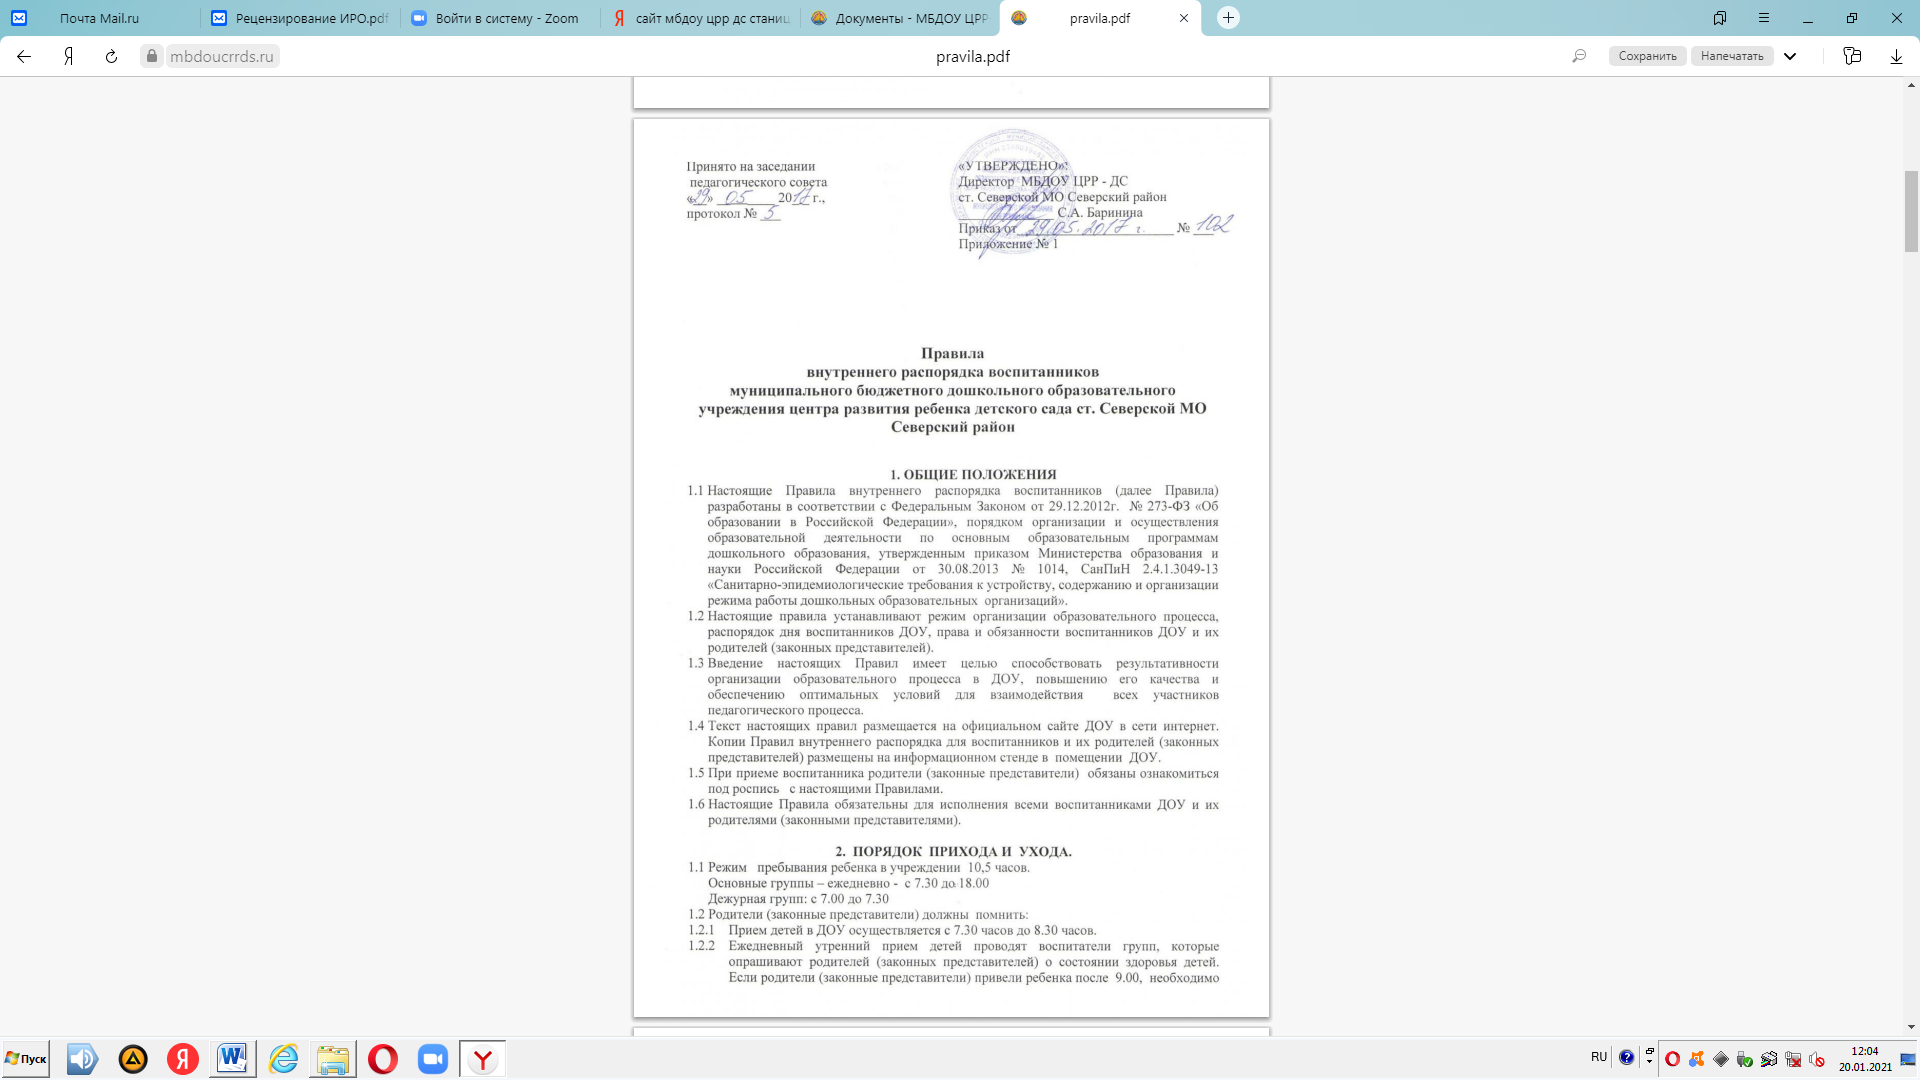 Почта Mail.ru
Рецензирование ИРО.pdf
Войти в систему - Zoom
сайт мбдоу црр дс станиц
Документы - МБДОУ ЦРР
pravila.pdf
mbdoucrrds.ru
pravila.pdf
Сохранить
Напечатать
Принято на заседании
педагогического совета
«29» 05 2017 г.,
протокол № 5
«УТВЕРЖДЕНО»:
Директор МБДОУ ЦРР - ДС
ст. Северской МО Северский район
С.А. Баринина
Приказ от 29.05.2017 г. № 102
Приложение № 1
Правила
внутреннего распорядка воспитанников
муниципального бюджетного дошкольного образовательного
учреждения центра развития ребенка детского сада ст. Северской МО
Северский район
1. ОБЩИЕ ПОЛОЖЕНИЯ
1.1 Настоящие Правила внутреннего распорядка воспитанников (далее Правила)
разработаны в соответствии с Федеральным Законом от 29.12.2012г. № 273-ФЗ «Об
образовании в Российской Федерации», порядком организации и осуществления
образовательной деятельности по основным образовательным программам
дошкольного образования, утвержденным приказом Министерства образования и
науки Российской Федерации от 30.08.2013 № 1014, СанПиН 2.4.1.3049-13
«Санитарно-эпидемиологические требования к устройству, содержанию и организации
режима работы дошкольных образовательных организаций».
1.2 Настоящие правила устанавливают режим организации образовательного процесса,
распорядок дня воспитанников ДОУ, права и обязанности воспитанников ДОУ и их
родителей (законных представителей).
1.3 Введение настоящих Правил имеет целью способствовать результативности
организации образовательного процесса в ДОУ, повышению его качества и
обеспечению оптимальных условий для взаимодействия всех участников
педагогического процесса.
1.4 Текст настоящих правил размещается на официальном сайте ДОУ в сети интернет.
Копии Правил внутреннего распорядка для воспитанников и их родителей (законных
представителей) размещены на информационном стенде в помещении ДОУ.
1.5 При приеме воспитанника родители (законные представители) обязаны ознакомиться
под роспись с настоящими Правилами.
1.6 Настоящие Правила обязательны для исполнения всеми воспитанниками ДОУ и их
родителями (законными представителями).
2. ПОРЯДОК ПРИХОДА И УХОДА.
1.1 Режим пребывания ребенка в учреждении 10,5 часов.
Основные группы – ежедневно - с 7.30 до 18.00
Дежурная групп: с 7.00 до 7.30
1.2 Родители (законные представители) должны помнить:
1.2.1 Прием детей в ДОУ осуществляется с 7.30 часов до 8.30 часов.
1.2.2 Ежедневный утренний прием детей проводят воспитатели групп, которые
опрашивают родителей (законных представителей) о состоянии здоровья детей.
Если родители (законные представители) привели ребенка после 9.00, необходимо
Пуск
RU
12:04
20.01.2021